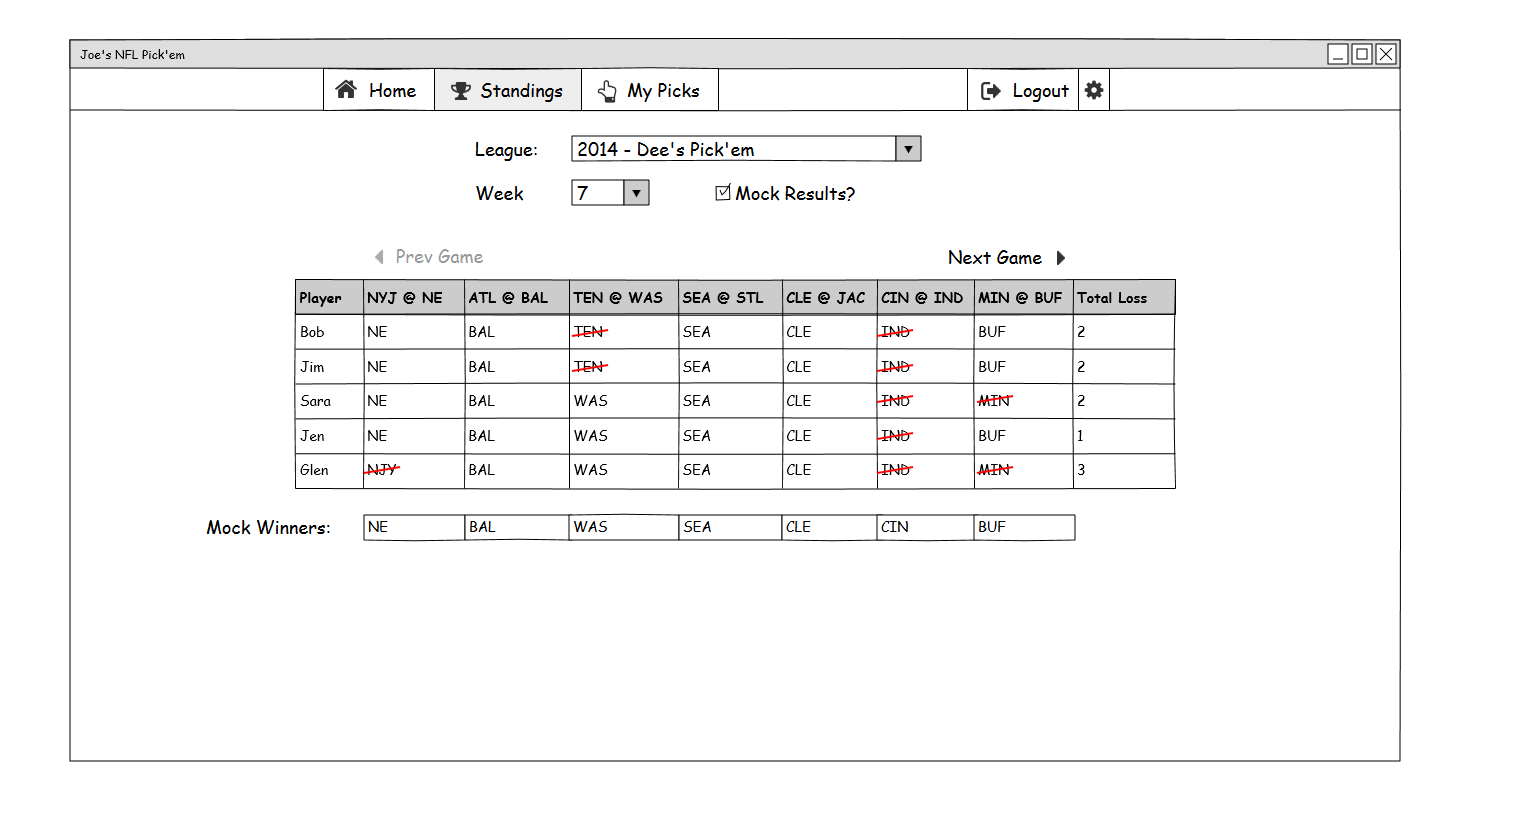 Joe's NFL Pick'em
Home Standings My Picks Logout
League: 2014 - Dee's Pick'em
Week 7 Mock Results?
Prev Game Next Game
Player NYJ @ NE ATL @ BAL TEN @ WAS SEA @ STL CLE @ JAC CIN @ IND MIN @ BUF Total Loss
Bob NE BAL TEN SEA CLE IND BUF 2
Jim NE BAL TEN SEA CLE IND BUF 2
Sara NE BAL WAS SEA CLE IND MIN 2
Jen NE BAL WAS SEA CLE IND BUF 1
Glen NJY BAL WAS SEA CLE IND MIN 3
Mock Winners: NE BAL WAS SEA CLE CIN BUF